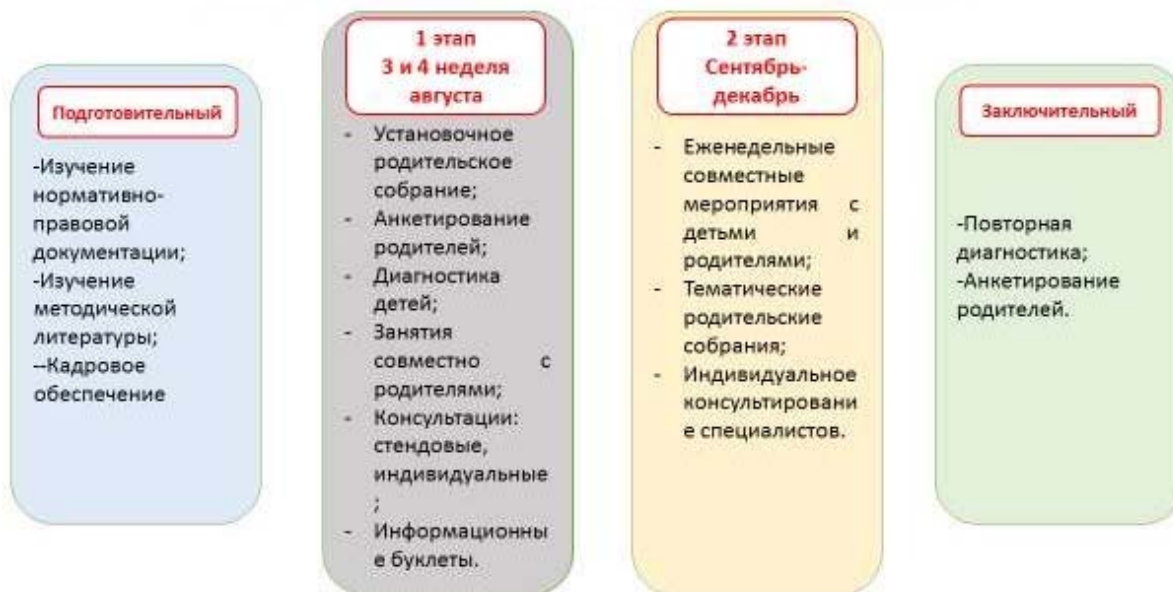 Подготовительный
-Изучение
нормативно-
правовой
документации;
-Изучение
методической
литературы;
--Кадровое
обеспечение
1 этап
3 и 4 неделя
августа
- Установочное
родительское
собрание;
- Анкетирование
родителей;
- Диагностика
детей;
- Занятия
совместно с
родителями;
- Консультации:
стендовые,
индивидуальные
;
- Информационны
е буклеты.
2 этап
Сентябрь-
декабрь
- Еженедельные
совместные
мероприятия с
детьми и
родителями;
- Тематические
родительские
собрания;
- Индивидуальное
консультировани
е специалистов.
Заключительный
-Повторная
диагностика;
-Анкетирование
родителей.